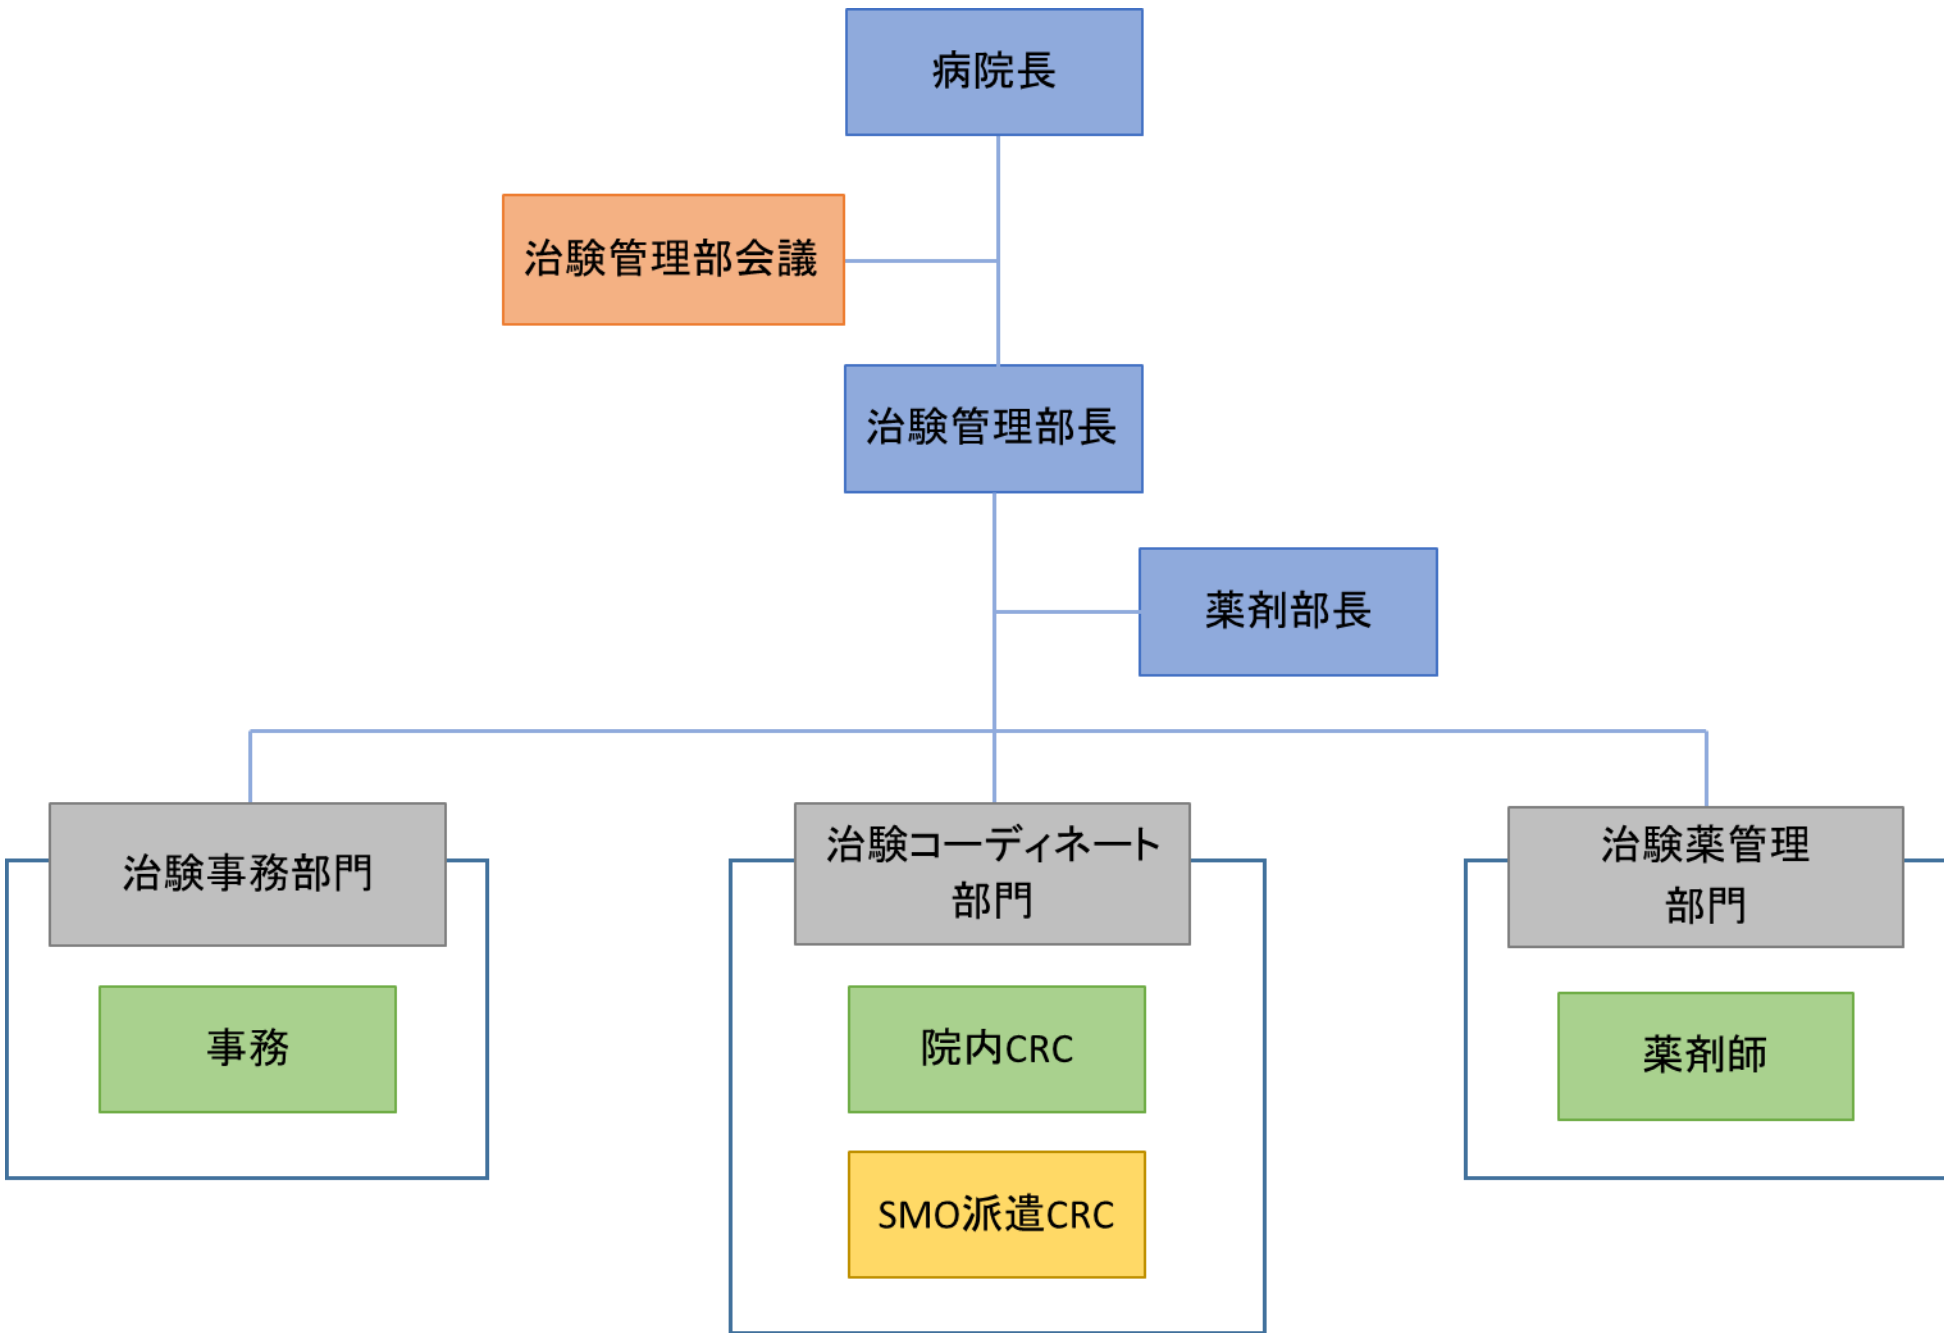 病院長
治験管理部会議
治験管理部長
薬剤部長
治験事務部門
事務
治験コーディネート
部門
院内CRC
SMO派遣CRC
治験薬管理
部門
薬剤師